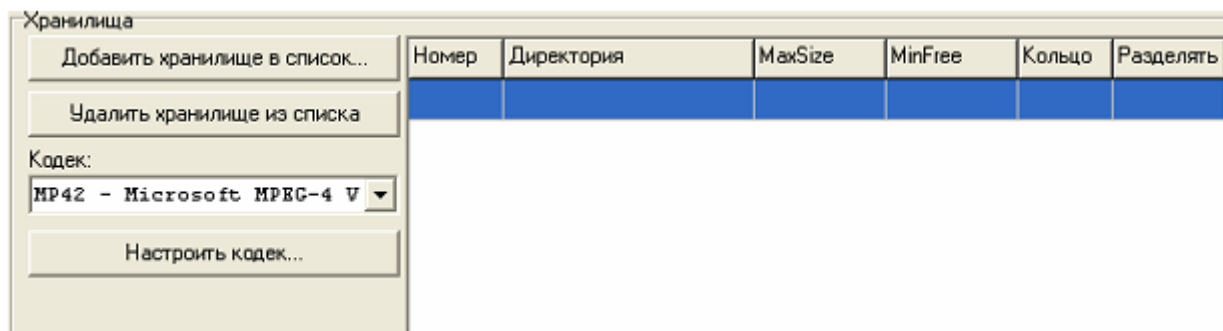 Хранилища
Добавить хранилище в список...
Номер Директория MaxSize MinFree Кольцо Разделять
Удалить хранилище из списка
Кодек:
MP42 - Microsoft MPEG-4 V
Настроить кодек...